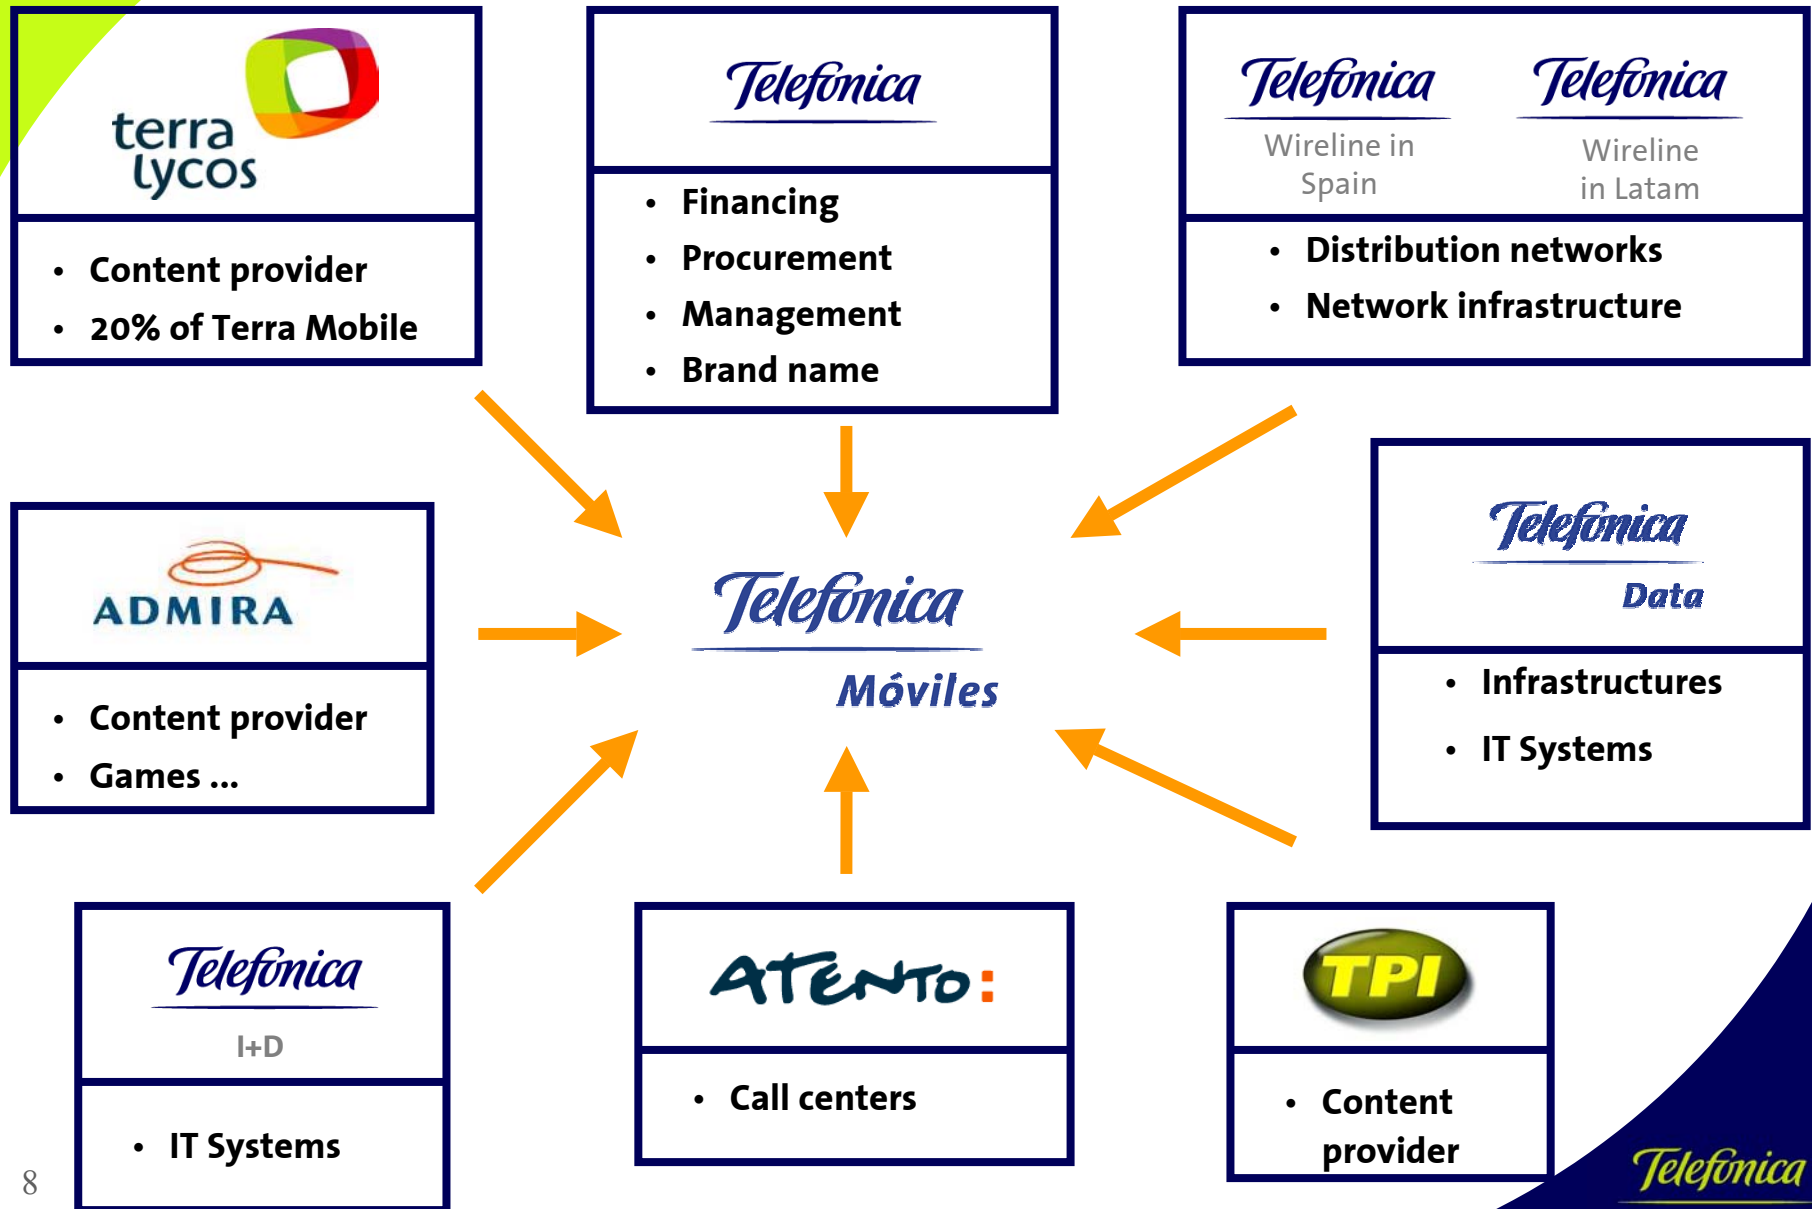 terra
lycos
• Content provider
• 20% of Terra Mobile
Telefónica
• Financing
• Procurement
• Management
• Brand name
Telefónica
Wireline in
Spain
Telefónica
Wireline
in Latam
• Distribution networks
• Network infrastructure
ADMIRA
• Content provider
• Games ...
Telefónica
Móviles
Telefónica
Data
• Infrastructures
• IT Systems
Telefónica
I+D
• IT Systems
ATENTO:
• Call centers
TPI
• Content
provider
8
Telefónica